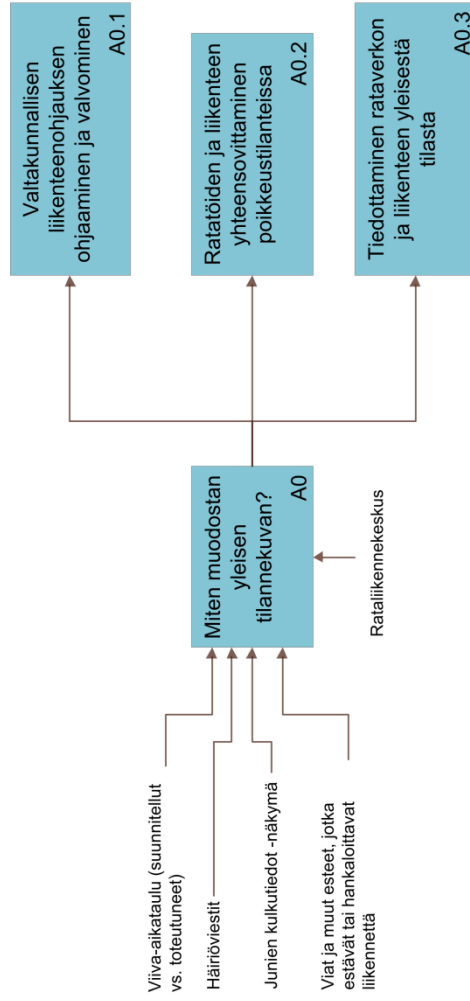 Viiva-aikataulu (suunnitellut
vs. toteutuneet)
Häiriöviestit
Junien kulkutiedot -näkymä
Viat ja muut esteet, jotka
estävät tai hankaloittavat
liikennettä
Miten muodostan
yleisen
tilannekuvan?
A0
Rataliikennekeskus
Valtakunnallisen
liikenteenohjauksen
ohjaaminen ja valvominen
A0.1
Ratatöiden ja liikenteen
yhteensovittaminen
poikkeustilanteissa
A0.2
Tiedottaminen rataverkon
ja liikenteen yleisestä
tilasta
A0.3